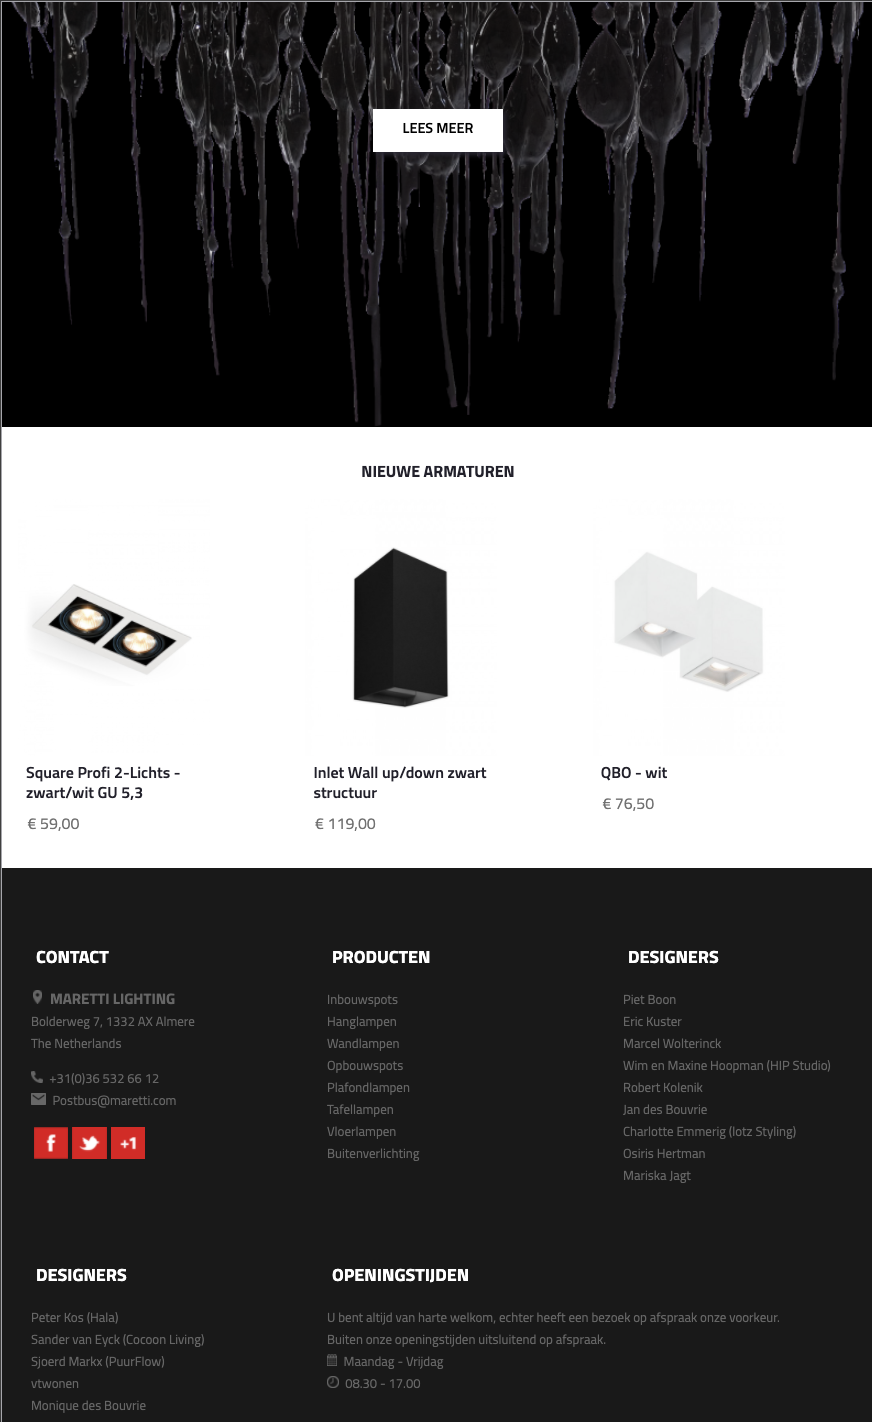 LEES MEER
NIEUWE ARMATUREN
Square Profi 2-Lichts -
zwart/wit GU 5,3
€ 59,00
Inlet Wall up/down zwart
structuur
€ 119,00
QBO - wit
€ 76,50
CONTACT
MARETTI LIGHTING
Bolderweg 7, 1332 AX Almere
The Netherlands
+31(0)36 532 66 12
Postbus@maretti.com
f
+1
PRODUCTEN
Inbouwspots
Hanglampen
Wandlampen
Opbouwspots
Plafondlampen
Tafellampen
Vloerlampen
Buitenverlichting
DESIGNERS
Piet Boon
Eric Kuster
Marcel Wolterinck
Wim en Maxine Hoopman (HIP Studio)
Robert Kolenik
Jan des Bouvrie
Charlotte Emmerig (lotz Styling)
Osiris Hertman
Mariska Jagt
DESIGNERS
Peter Kos (Hala)
Sander van Eyck (Cocoon Living)
Sjoerd Markx (PuurFlow)
vtwonen
Monique des Bouvrie
OPENINGSTIJDEN
U bent altijd van harte welkom, echter heeft een bezoek op afspraak onze voorkeur.
Buiten onze openingstijden uitsluitend op afspraak.
Maandag - Vrijdag
08.30 - 17.00